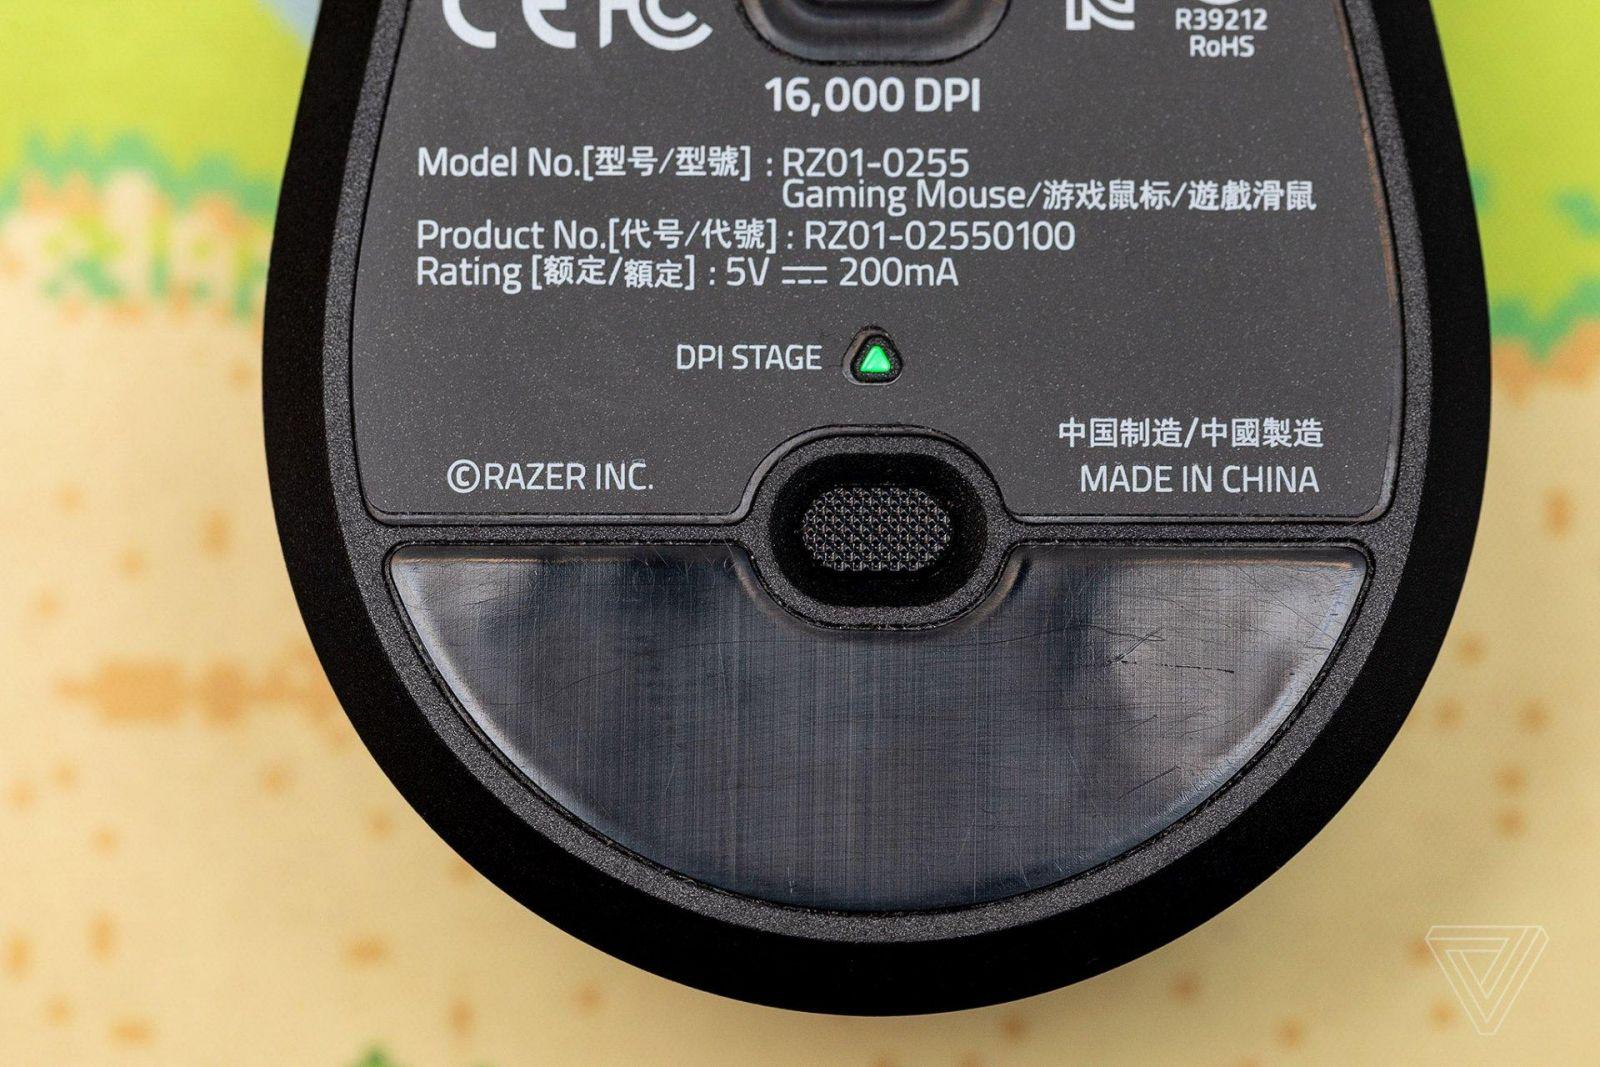 CE FC
R39212
RoHS
16,000 DPI
Model No.[型号/型號] : RZ01-0255
Gaming Mouse/游戏鼠标/遊戲滑鼠
Product No.[代号/代號] : RZ01-02550100
Rating [额定/額定] : 5V ⎓ 200mA
DPI STAGE
中国制造/中國製造
©RAZER INC.
MADE IN CHINA